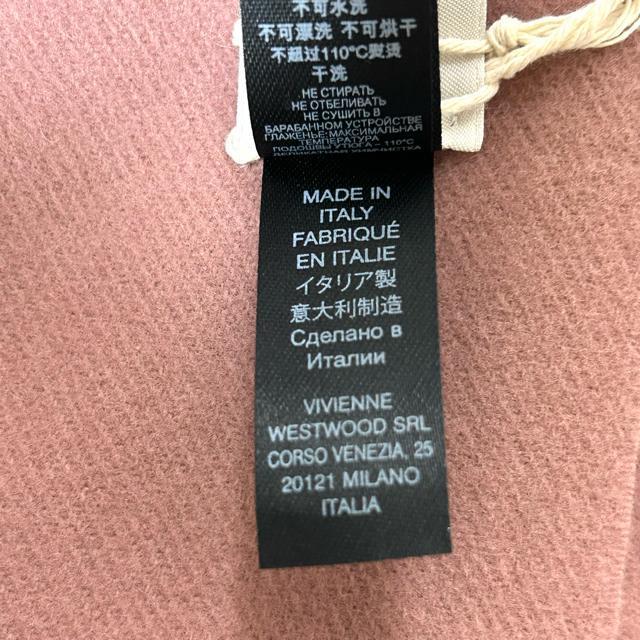 不可水洗
不可漂洗 不可烘干
不超过110°C熨烫
干洗
НЕ СТИРАТЬ
НЕ ОТБЕЛИВАТЬ
НЕ СУШИТЬ В
БАРАБАННОМ УСТРОЙСТВЕ
ГЛАЖЕНЬЕ: МАКСИМАЛЬНАЯ
ТЕМПЕРАТУРА
ПОДОШВЫ УТЮГА - 110°C
MADE IN
ITALY
FABRIQUÉ
EN ITALIE
イタリア製
意大利制造
Сделано в
Италии
VIVIENNE
WESTWOOD SRL
CORSO VENEZIA, 25
20121 MILANO
ITALIA